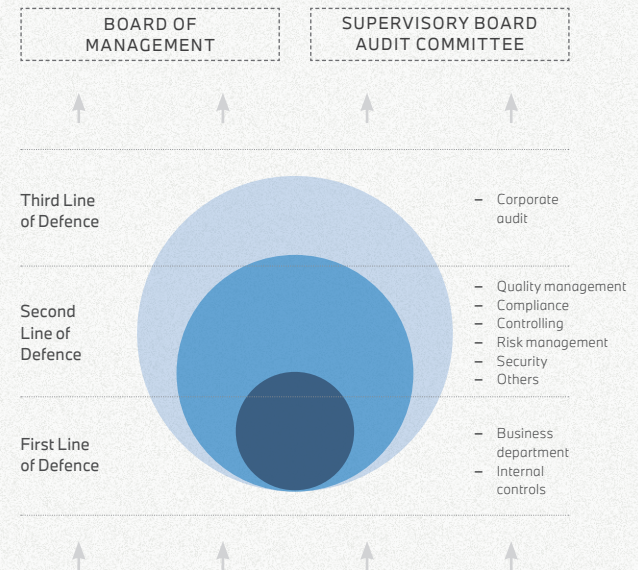 BOARD OF
MANAGEMENT
SUPERVISORY BOARD
AUDIT COMMITTEE
Third Line
of Defence
– Corporate
audit
Second
Line of
Defence
– Quality management
– Compliance
– Controlling
– Risk management
– Security
– Others
First Line
of Defence
– Business
department
– Internal
controls